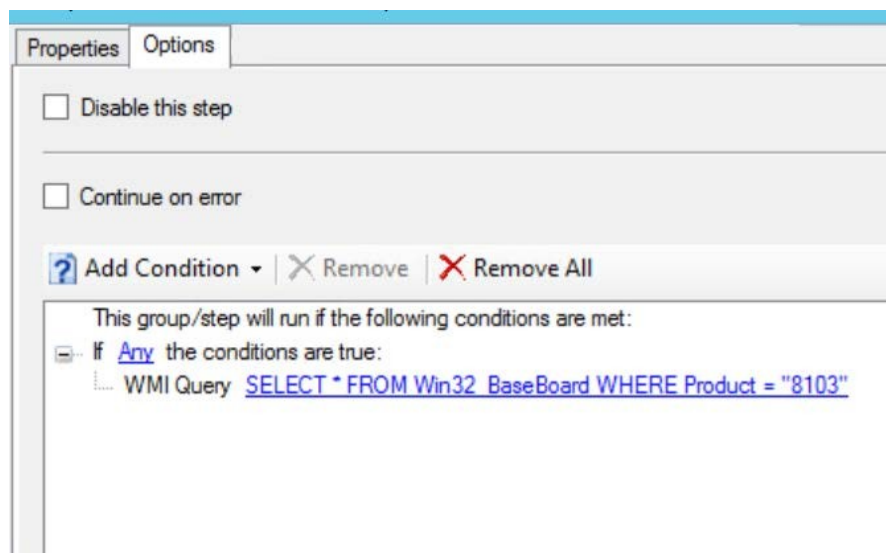 Properties Options
Disable this step
Continue on error
Add Condition Remove Remove All
This group/step will run if the following conditions are met:
If Any the conditions are true:
WMI Query SELECT * FROM Win32_BaseBoard WHERE Product = "8103"